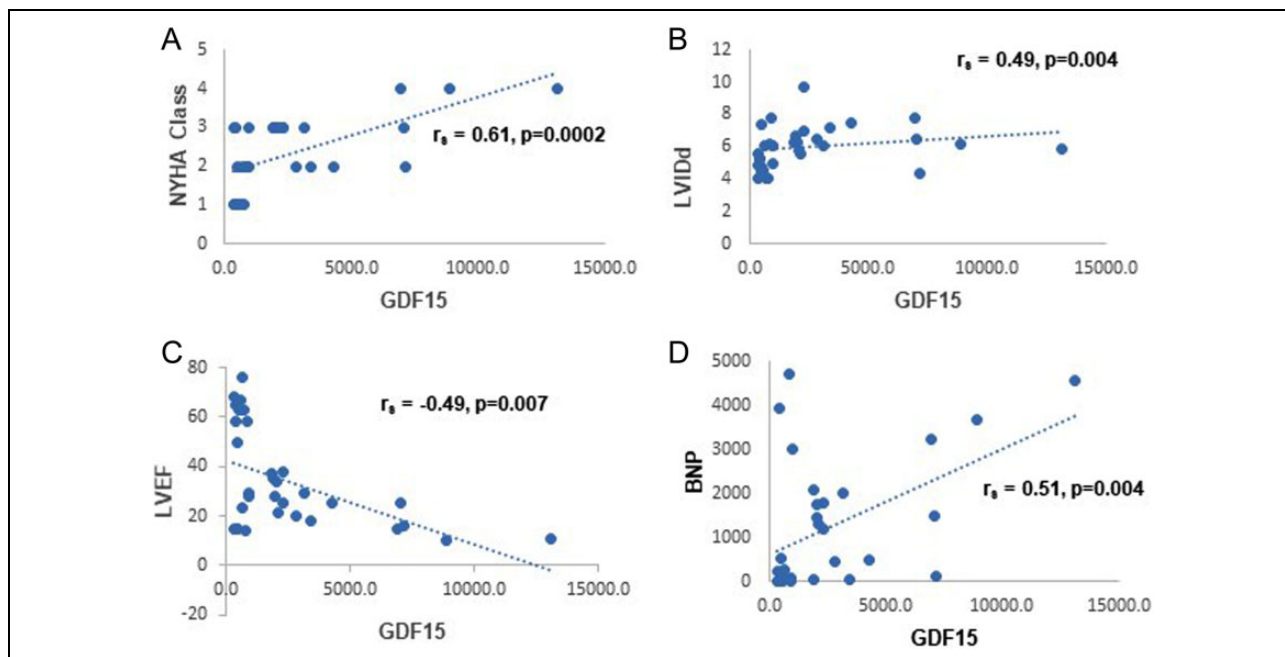 A
5
4
3
2
1
0
NYHA Class
rs = 0.61, p=0.0002
0.0 5000.0 10000.0 15000.0
GDF15
B
12
10
8
6
4
2
0
LVIDd
rs = 0.49, p=0.004
0.0 5000.0 10000.0 15000.0
GDF15
C
80
60
40
20
0
-20
LVEF
rs = -0.49, p=0.007
0.0 5000.0 10000.0 15000.0
GDF15
D
5000
4000
3000
2000
1000
0
BNP
rs = 0.51, p=0.004
0.0 5000.0 10000.0 15000.0
GDF15